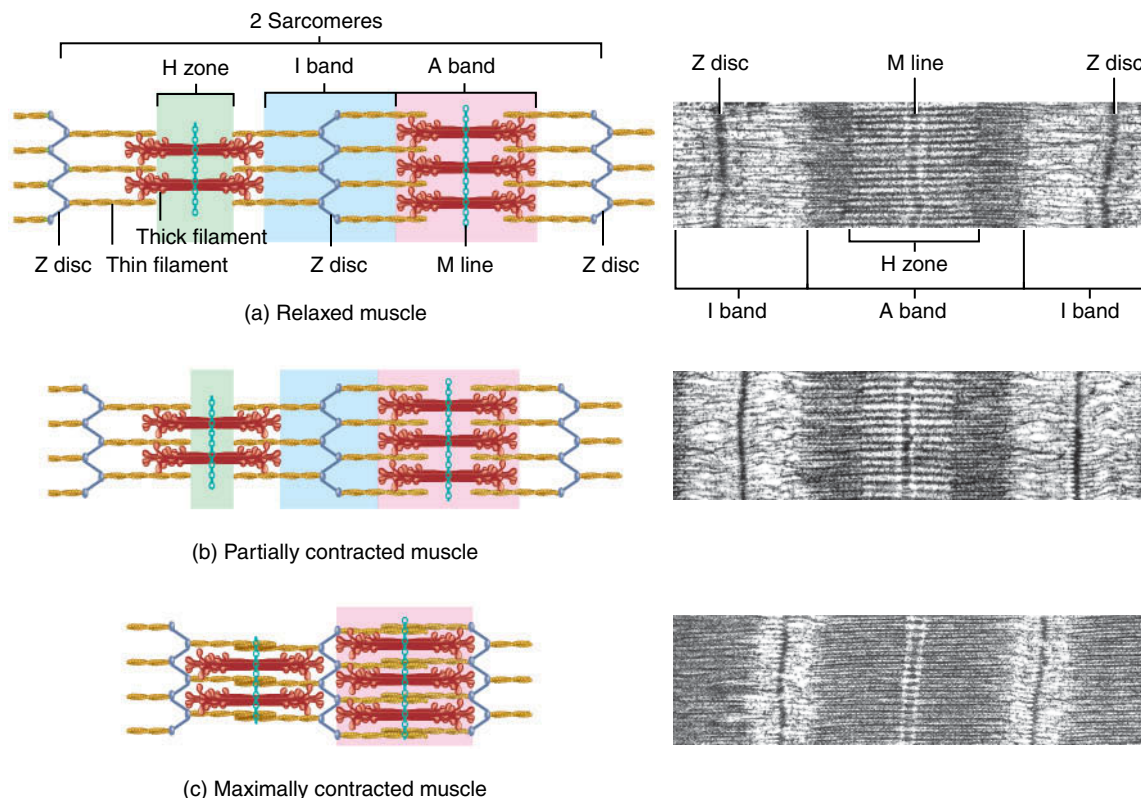 2 Sarcomeres
H zone
I band
A band
Thick filament
Z disc
Thin filament
Z disc
M line
Z disc
(a) Relaxed muscle
Z disc
M line
Z disc
H zone
I band
A band
I band
(b) Partially contracted muscle
(c) Maximally contracted muscle